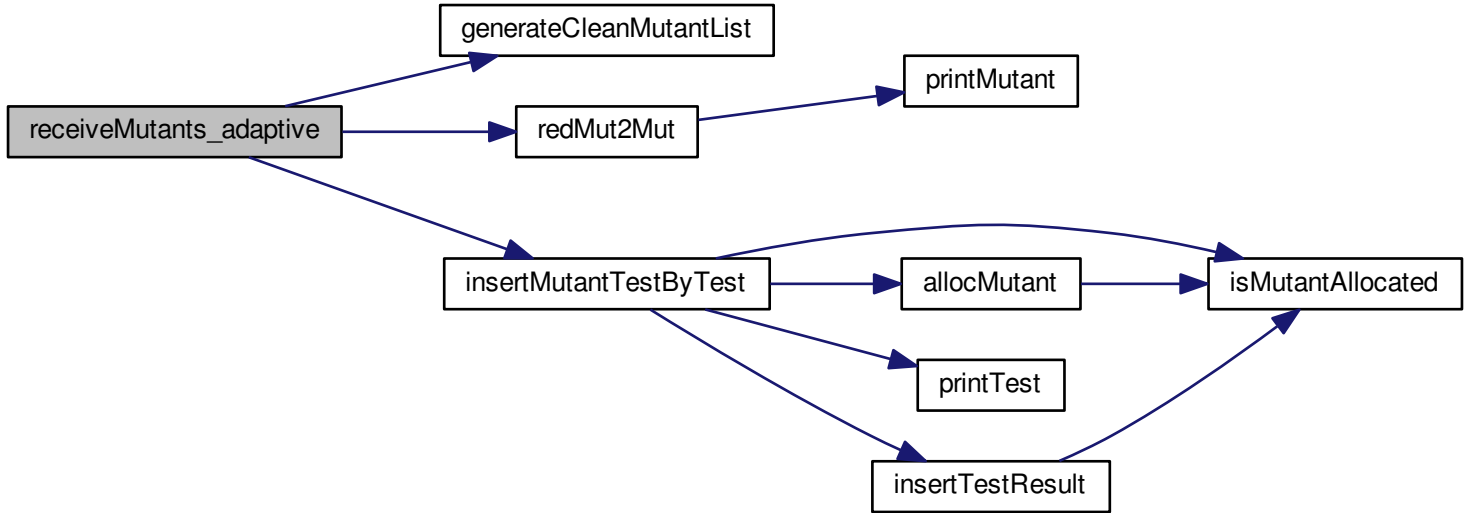 generateCleanMutantList
printMutant
receiveMutants_adaptive
redMut2Mut
insertMutantTestByTest
allocMutant
isMutantAllocated
printTest
insertTestResult